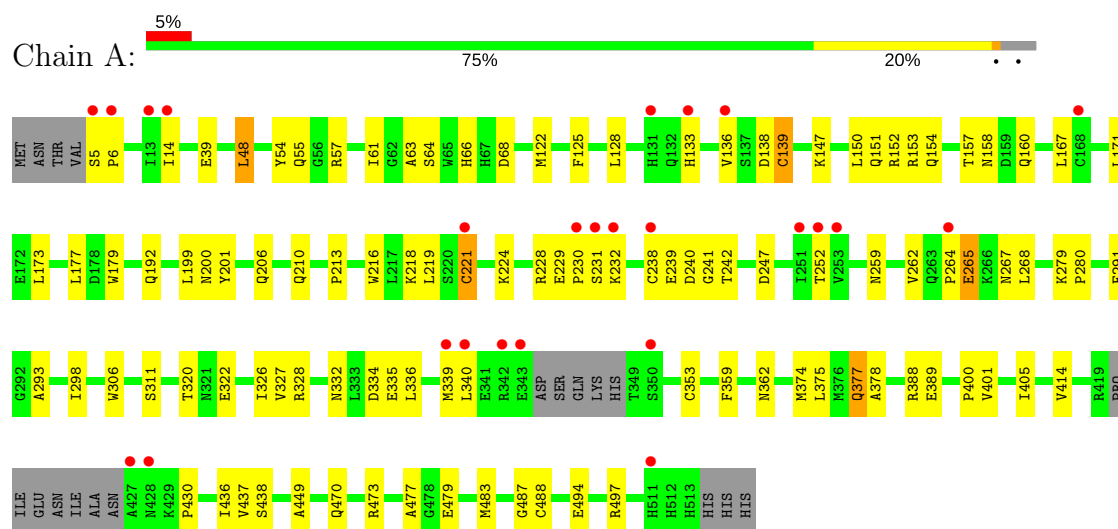 5%
Chain A:
75% 20% • •
MET ASN THR VAL S5 P6 I13 I14 E39 L48 Y54 Q55 G56 R57 I61 G62 A63 S64 W65 H66 H67 D68 M122 F125 L128 H131 Q132 H133 V136 S137 D138 C139 K147 L150 Q151 R152 R153 Q154 T157 N158 D159 Q160 L167 C168 L171
E172 L173 L177 D178 W179 Q192 L199 N200 Y201 Q206 Q210 P213 W216 L217 K218 L219 S220 C221 K224 R228 E229 P230 S231 K232 C238 E239 D240 G241 T242 D247 I251 T252 V253 N259 V262 Q263 P264 E265 K266 N267 L268 K279 P280 E291
G292 A293 I298 W306 S311 T320 N321 E322 I326 V327 R328 N332 L333 D334 E335 L336 M339 L340 E341 R342 E343 ASP SER GLN LYS HIS T349 S350 C353 F359 N362 M374 L375 M376 Q377 A378 R388 E389 P400 V401 I405 V414 R419 PRO
ILE GLU ASN ILE ALA ASN A427 N428 K429 P430 I436 V437 S438 A449 Q470 R473 A477 G478 E479 M483 G487 C488 E494 R497 H511 H512 H513 HIS HIS HIS